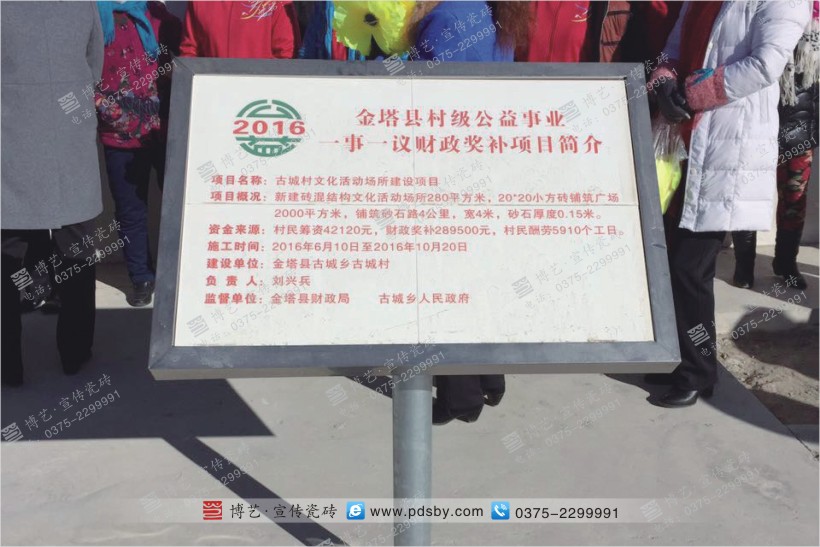 2016
金塔县村级公益事业
一事一议财政奖补项目简介
项目名称：古城村文化活动场所建设项目
项目概况：新建砖混结构文化活动场所280平方米，20*20小方砖铺筑广场
2000平方米，铺筑砂石路4公里，宽4米，砂石厚度0.15米。
资金来源：村民筹资42120元，财政奖补289500元，村民酬劳5910个工日。
施工时间：2016年6月10日至2016年10月20日
建设单位：金塔县古城乡古城村
负 责 人：刘兴兵
监督单位：金塔县财政局 古城乡人民政府
博艺·宣传瓷砖 www.pdsby.com 0375-2299991
博艺·宣传瓷砖
电话：0375-2299991